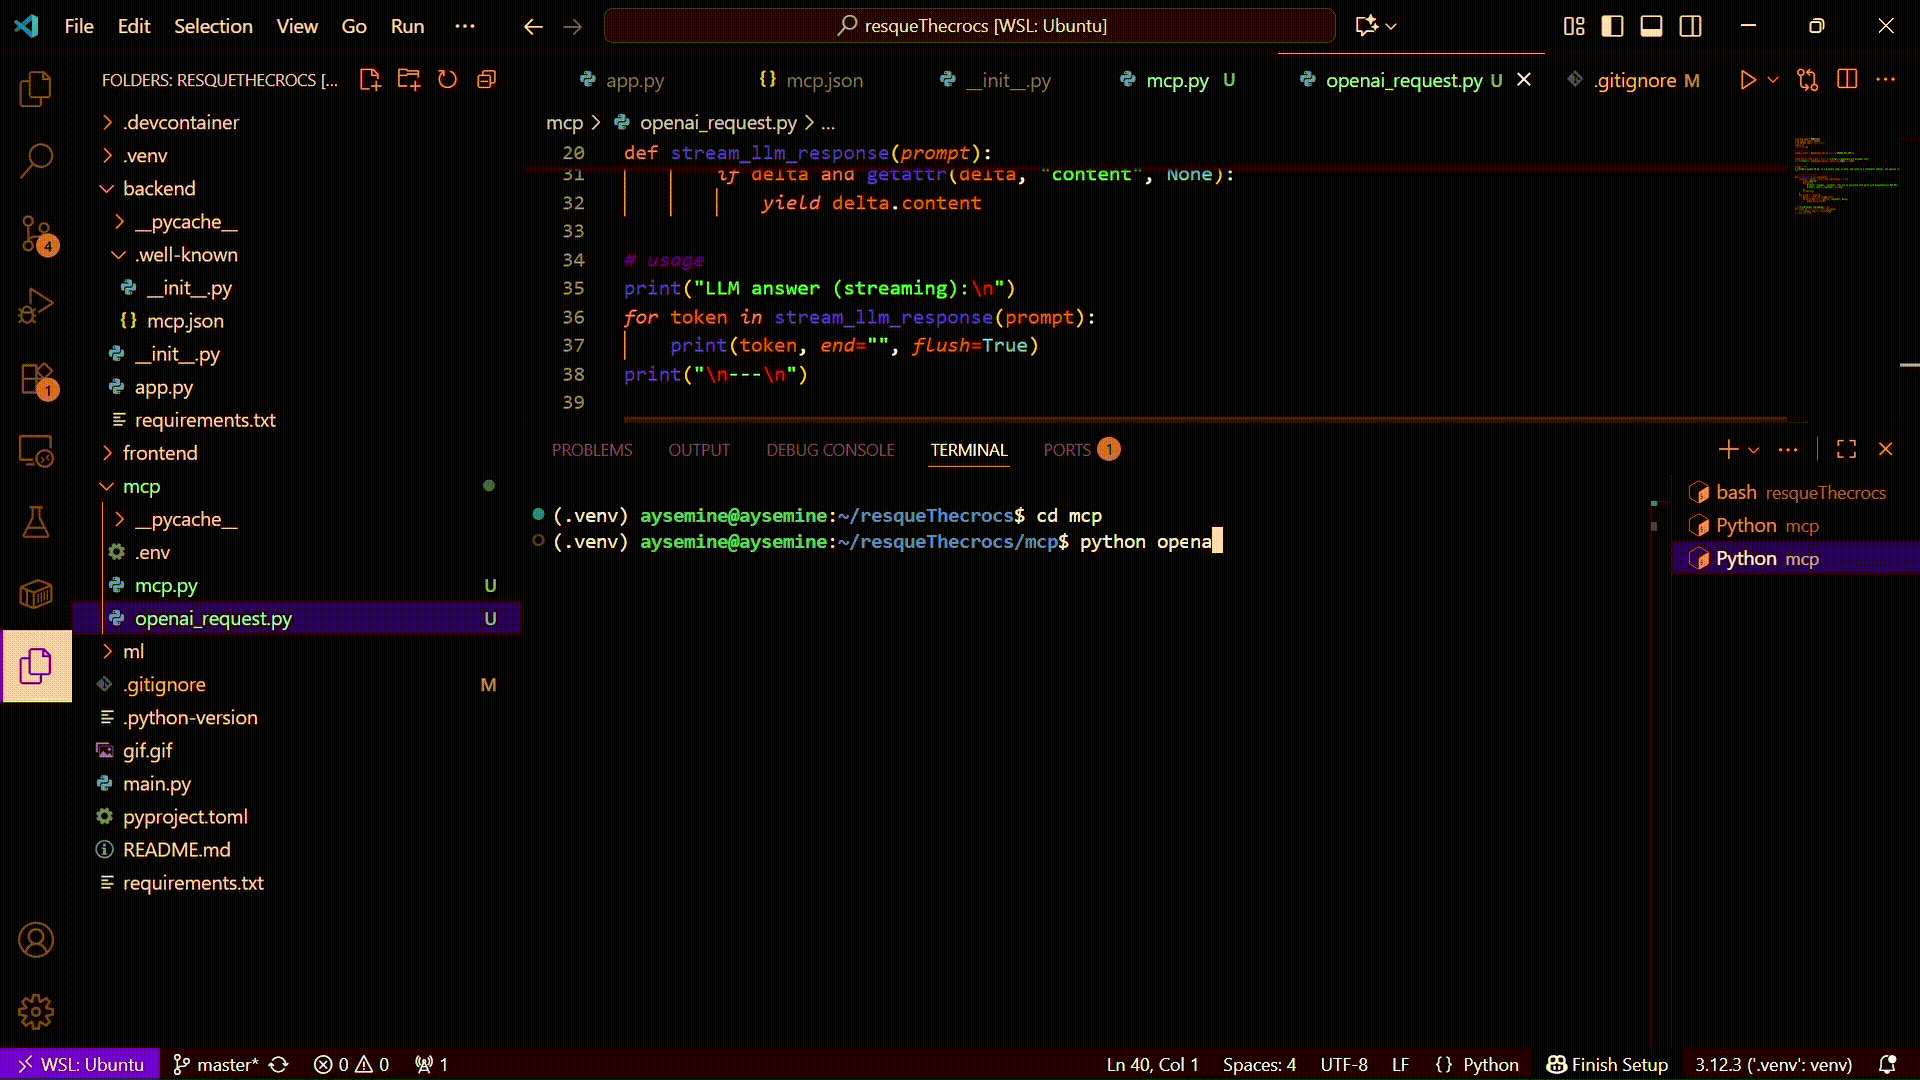 File Edit Selection View Go Run ··· resqueThecrocs [WSL: Ubuntu]
FOLDERS: RESQUETHECROCS [...
.devcontainer
.venv
backend
__pycache__
.well-known
__init__.py
mcp.json
__init__.py
app.py
requirements.txt
frontend
mcp
__pycache__
.env
mcp.py U
openai_request.py U
ml
.gitignore M
.python-version
gif.gif
main.py
pyproject.toml
README.md
requirements.txt
4
1
app.py {} mcp.json __init__.py mcp.py U openai_request.py U .gitignore M
mcp > openai_request.py > ...
20 def stream_llm_response(prompt):
31 if delta and getattr(delta, "content", None):
32 yield delta.content
33
34 # usage
35 print("LLM answer (streaming):\n")
36 for token in stream_llm_response(prompt):
37 print(token, end="", flush=True)
38 print("\n---\n")
39
PROBLEMS OUTPUT DEBUG CONSOLE TERMINAL PORTS 1
(.venv) aysemine@aysemine:~/resqueThecrocs$ cd mcp
(.venv) aysemine@aysemine:~/resqueThecrocs/mcp$ python opena
bash resqueThecrocs
Python mcp
Python mcp
WSL: Ubuntu master* 0 0 1 Ln 40, Col 1 Spaces: 4 UTF-8 LF {} Python Finish Setup 3.12.3 ('.venv': venv)